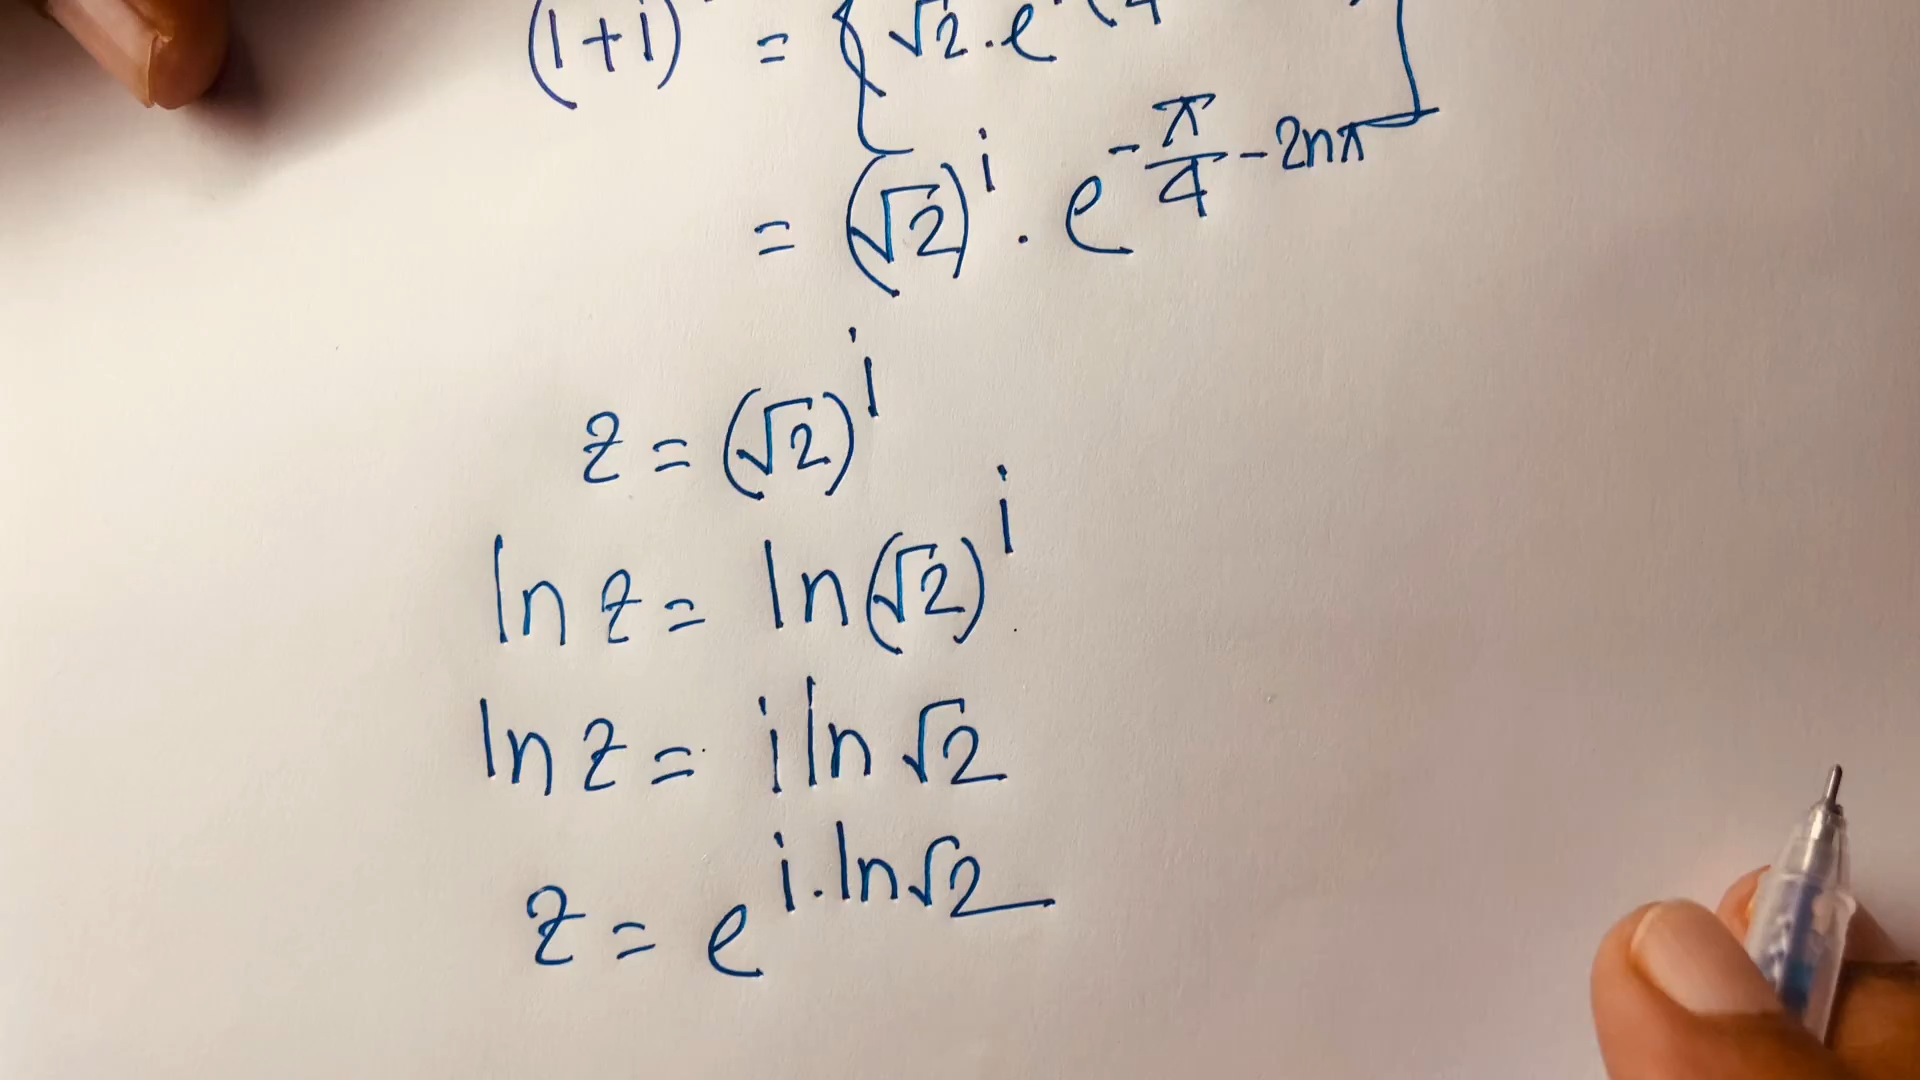 (1+i) = {√2.e
= (√2)^i . e^(-π/4 - 2nπ)
z = (√2)^i
ln z = ln(√2)^i
ln z = i ln √2
z = e^(i.ln√2)